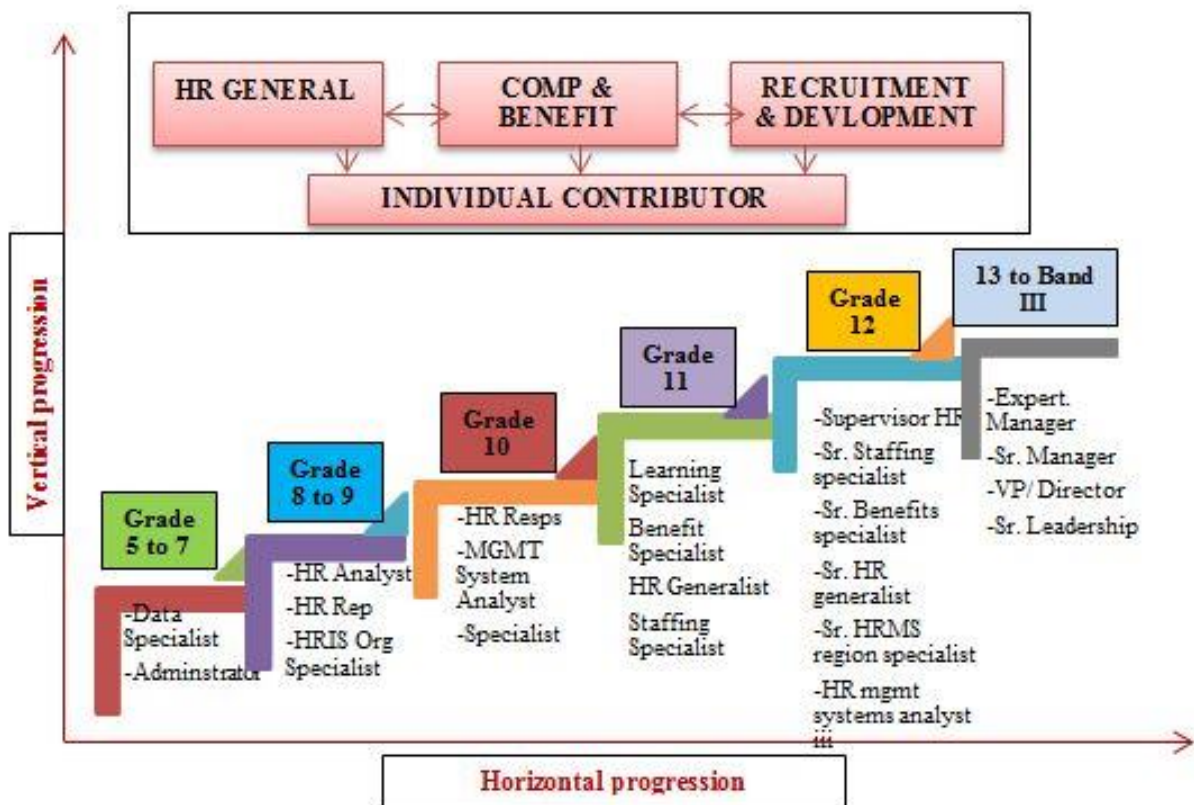 HR GENERAL
COMP &
BENEFIT
RECRUITMENT
& DEVLOPMENT
INDIVIDUAL CONTRIBUTOR
Vertical progression
Grade
5 to 7
-Data
Specialist
-Adminstrator
Grade
8 to 9
-HR Analyst
-HR Rep
-HRIS Org
Specialist
Grade
10
-HR Resps
-MGMT
System
Analyst
-Specialist
Grade
11
Learning
Specialist
Benefit
Specialist
HR Generalist
Staffing
Specialist
Grade
12
-Supervisor HR
-Sr. Staffing
specialist
-Sr. Benefits
specialist
-Sr. HR
generalist
-Sr. HRMS
region specialist
-HR mgmt
systems analyst
iii
13 to Band
III
-Expert.
Manager
-Sr. Manager
-VP/ Director
-Sr. Leadership
Horizontal progression